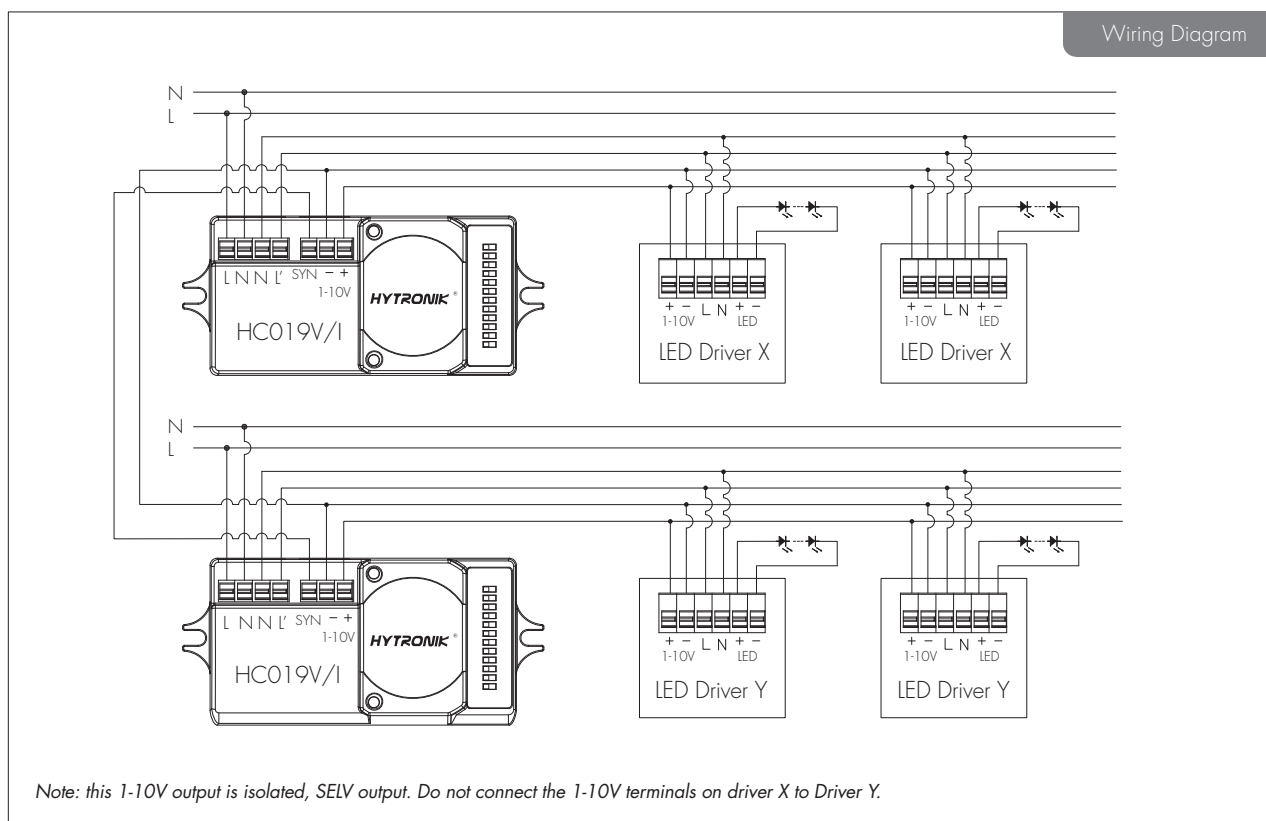 Wiring Diagram
N
L
L N N L' SYN - +
1-10V
HYTRONIK ®
HC019V/I
+ - L N + -
1-10V LED
LED Driver X
+ - L N + -
1-10V LED
LED Driver X
N
L
L N N L' SYN - +
1-10V
HYTRONIK ®
HC019V/I
+ - L N + -
1-10V LED
LED Driver Y
+ - L N + -
1-10V LED
LED Driver Y
Note: this 1-10V output is isolated, SELV output. Do not connect the 1-10V terminals on driver X to Driver Y.